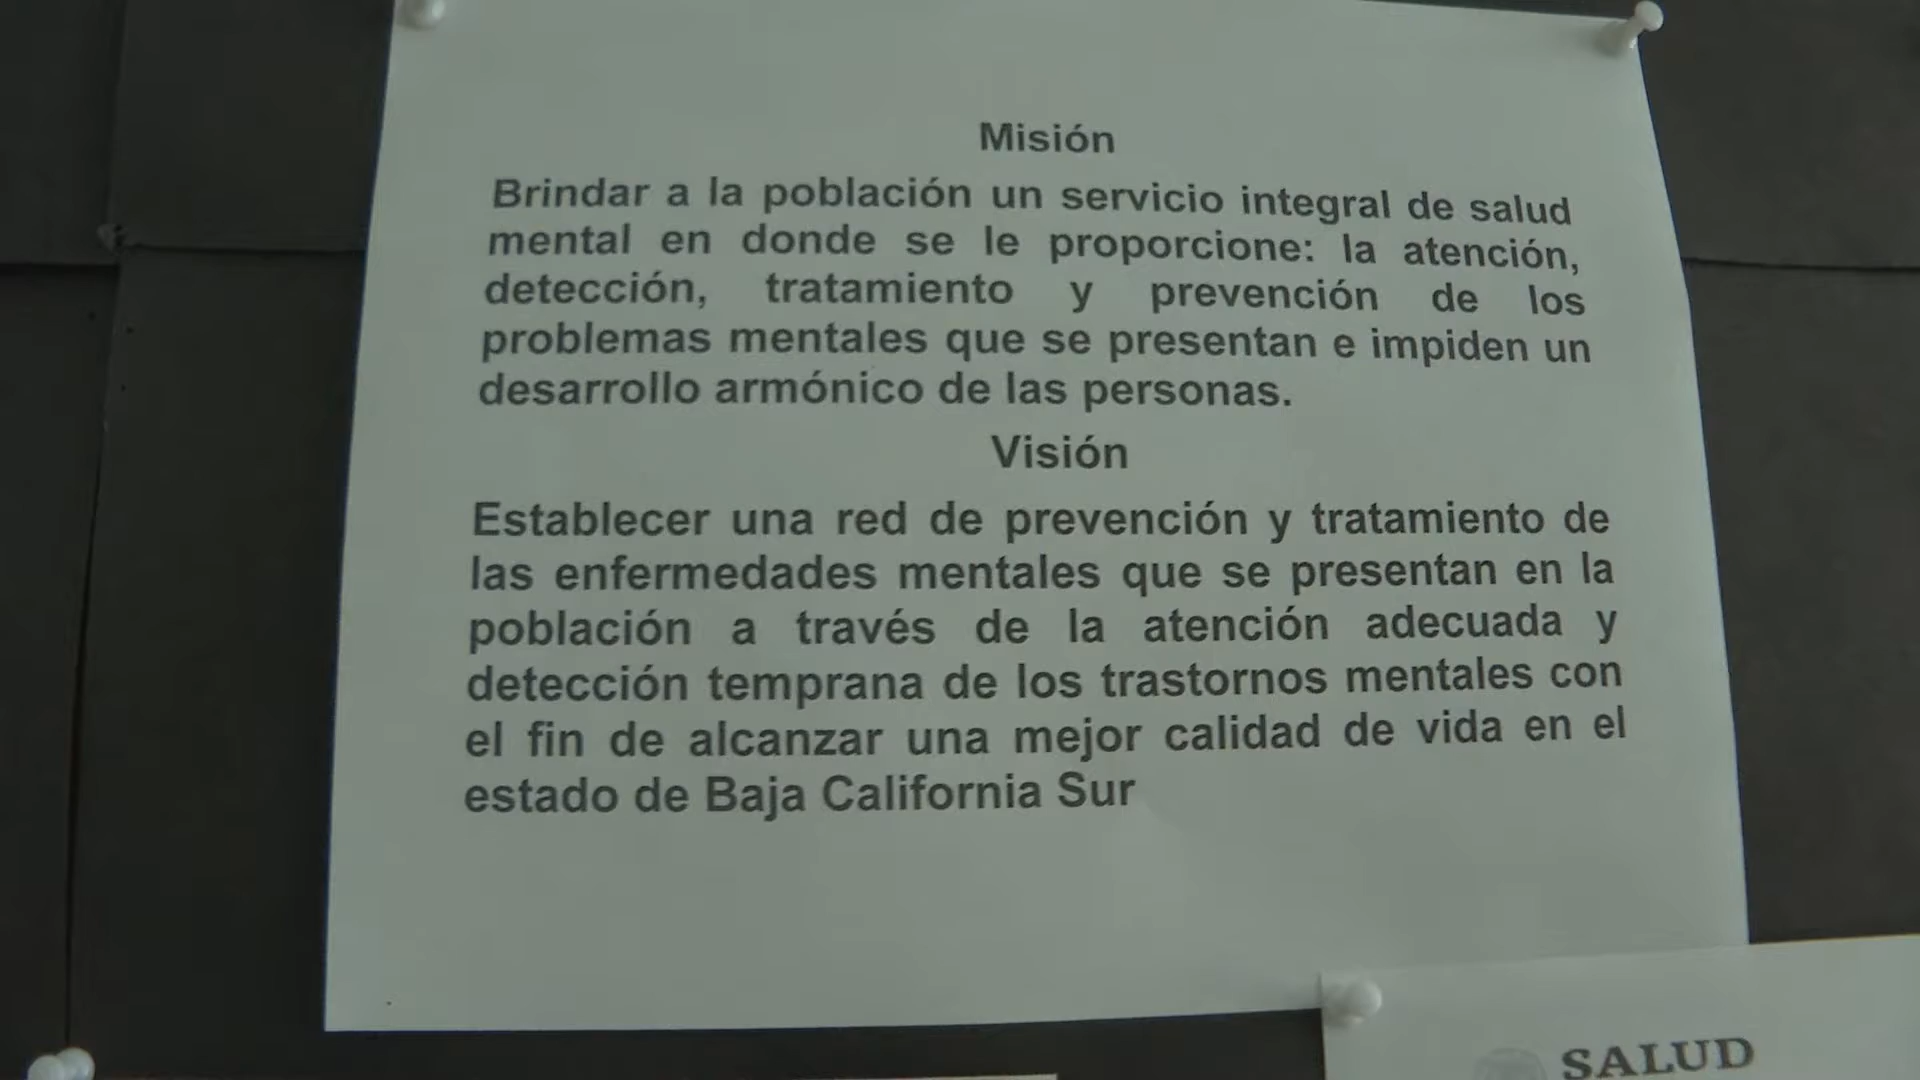 Misión
Brindar a la población un servicio integral de salud
mental en donde se le proporcione: la atención,
detección, tratamiento y prevención de los
problemas mentales que se presentan e impiden un
desarrollo armónico de las personas.
Visión
Establecer una red de prevención y tratamiento de
las enfermedades mentales que se presentan en la
población a través de la atención adecuada y
detección temprana de los trastornos mentales con
el fin de alcanzar una mejor calidad de vida en el
estado de Baja California Sur
SALUD